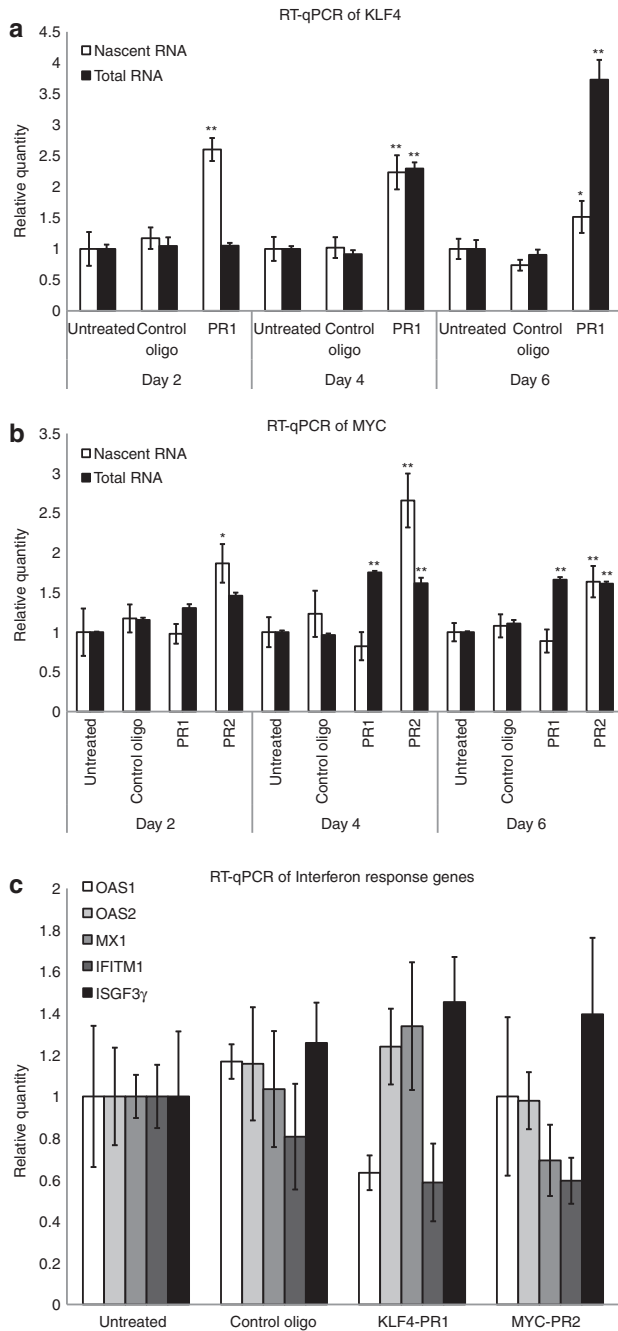 a
RT-qPCR of KLF4
Nascent RNA
Total RNA
Relative quantity
4.5
4
3.5
3
2.5
2
1.5
1
0.5
0
**
** **
*
**
Untreated Control oligo PR1 Untreated Control oligo PR1 Untreated Control oligo PR1
Day 2 Day 4 Day 6
b
RT-qPCR of MYC
Nascent RNA
Total RNA
Relative quantity
3.5
3
2.5
2
1.5
1
0.5
0
*
**
**
**
**
**
**
Untreated Control oligo PR1 PR2 Untreated Control oligo PR1 PR2 Untreated Control oligo PR1 PR2
Day 2 Day 4 Day 6
c
RT-qPCR of Interferon response genes
OAS1
OAS2
MX1
IFITM1
ISGF3γ
Relative quantity
2
1.8
1.6
1.4
1.2
1
0.8
0.6
0.4
0.2
0
Untreated Control oligo KLF4-PR1 MYC-PR2